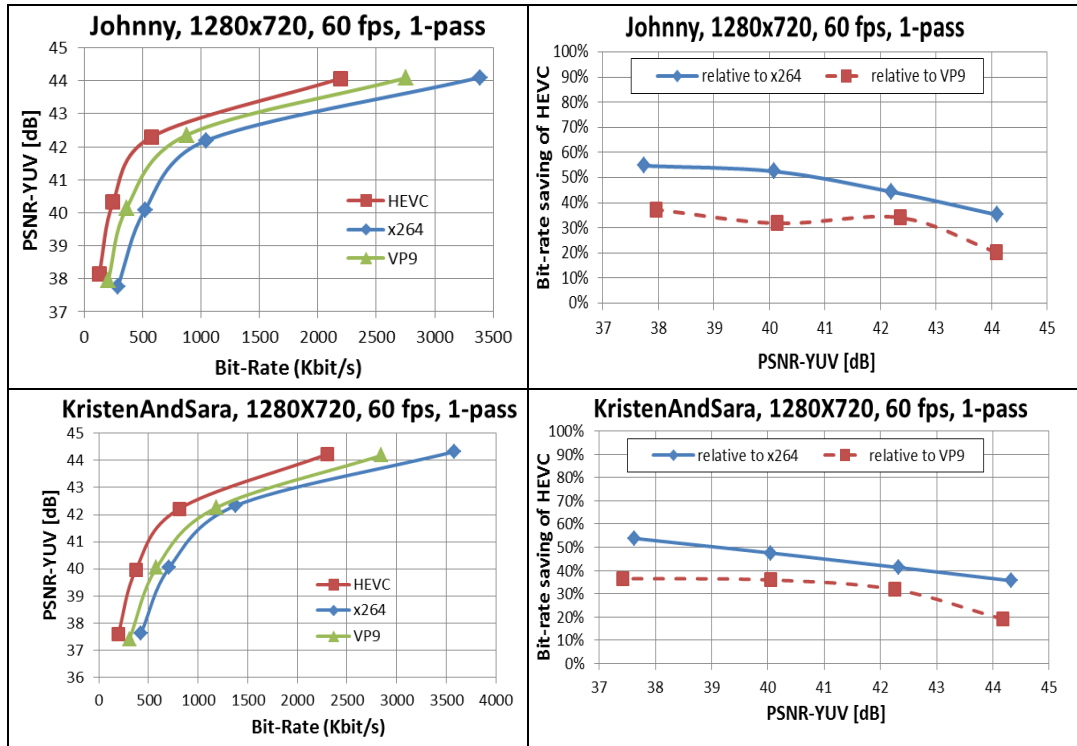 Johnny, 1280x720, 60 fps, 1-pass
PSNR-YUV [dB]
45
44
43
42
41
40
39
38
37
HEVC
x264
VP9
0 500 1000 1500 2000 2500 3000 3500
Bit-Rate (Kbit/s)
Johnny, 1280x720, 60 fps, 1-pass
Bit-rate saving of HEVC
100%
90%
80%
70%
60%
50%
40%
30%
20%
10%
0%
relative to x264 relative to VP9
37 38 39 40 41 42 43 44 45
PSNR-YUV [dB]
KristenAndSara, 1280X720, 60 fps, 1-pass
PSNR-YUV [dB]
45
44
43
42
41
40
39
38
37
36
HEVC
x264
VP9
0 500 1000 1500 2000 2500 3000 3500 4000
Bit-Rate (Kbit/s)
KristenAndSara, 1280X720, 60 fps, 1-pass
Bit-rate saving of HEVC
100%
90%
80%
70%
60%
50%
40%
30%
20%
10%
0%
relative to x264 relative to VP9
37 38 39 40 41 42 43 44 45
PSNR-YUV [dB]